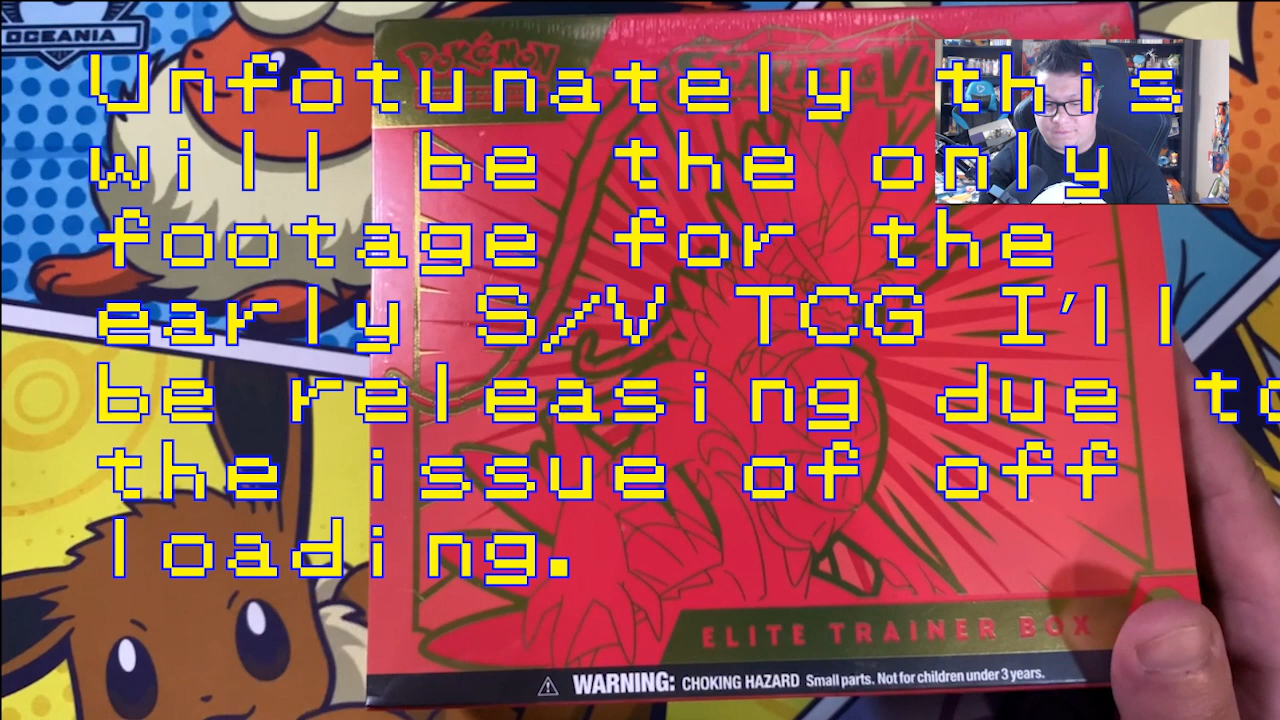 OCEANIA
POKÉMON
Unfotunately this
will be the only
footage for the
early S/V TCG I'll
be releasing due to
the issue of off
loading.
ELITE TRAINER BOX
WARNING: CHOKING HAZARD Small parts. Not for children under 3 years.